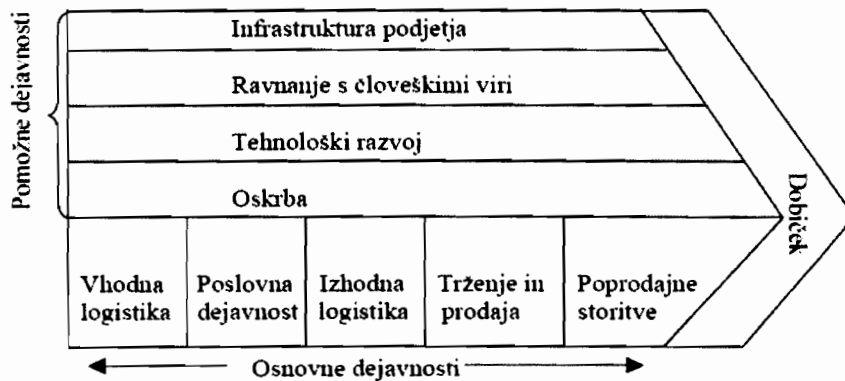 Pomožne dejavnosti
Infrastruktura podjetja
Ravnanje s človeškimi viri
Tehnološki razvoj
Oskrba
Dobiček
Vhodna
logistika
Poslovna
dejavnost
Izhodna
logistika
Trženje in
prodaja
Poprodajne
storitve
Osnovne dejavnosti